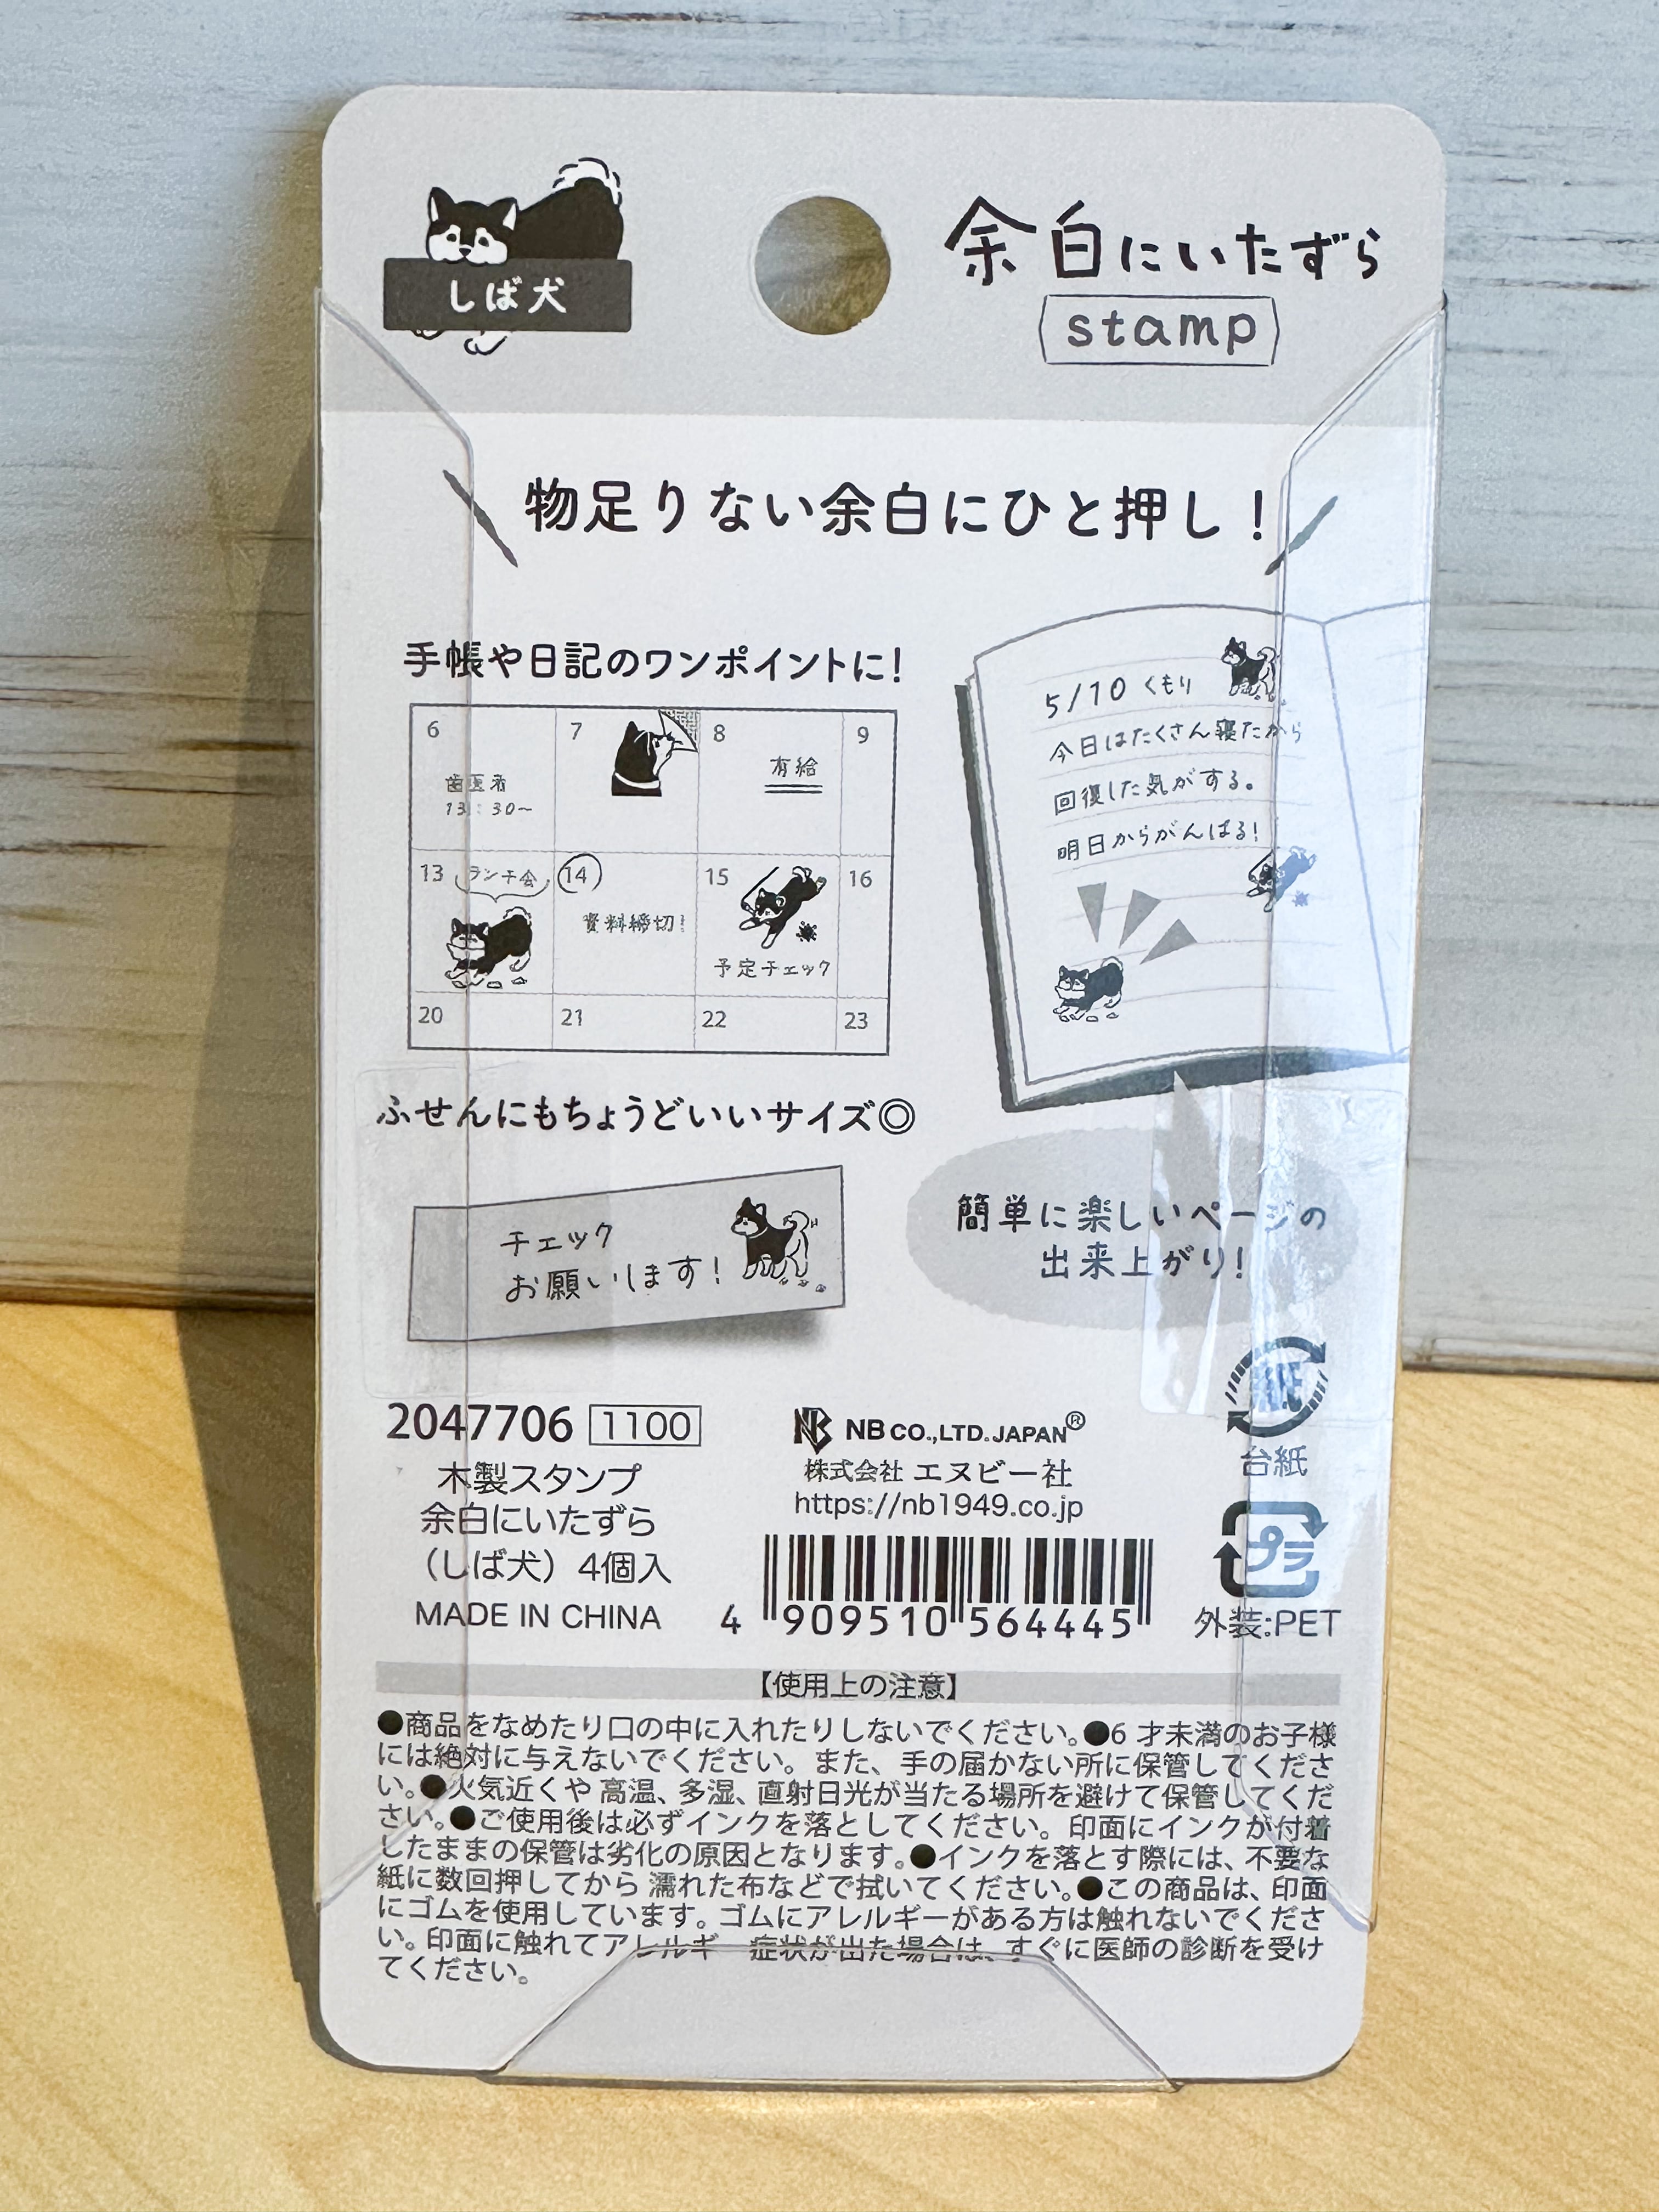 しば犬
余白にいたずら
stamp
物足りない余白にひと押し!
手帳や日記のワンポイントに!
6 7 8 9
歯医者
13:30~
有給
13 ランチ会 14 15 16
資料締切!
予定チェック
20 21 22 23
5/10 くもり
今日はたくさん寝たから
回復した気がする。
明日からがんばる!
ふせんにもちょうどいいサイズ◎
チェック
お願いします!
簡単に楽しいページの
出来上がり!
2047706 1100
木製スタンプ
余白にいたずら
(しば犬) 4個入
MADE IN CHINA
NB CO.,LTD.JAPAN®
株式会社 エヌビー社
https://nb1949.co.jp
4 909510 564445
台紙
プラ
外装:PET
【使用上の注意】
●商品をなめたり口の中に入れたりしないでください。●6 才未満のお子様
には絶対に与えないでください。また、手の届かない所に保管してくださ
い。●火気近くや 高温、多湿、直射日光が当たる場所を避けて保管してくだ
さい。●ご使用後は必ずインクを落としてください。印面にインクが付着
したままの保管は劣化の原因となります。●インクを落とす際には、不要な
紙に数回押してから 濡れた布などで拭いてください。●この商品は、印面
にゴムを使用しています。ゴムにアレルギーがある方は触れないでくださ
い。印面に触れてアレルギー症状が出た場合は、すぐに医師の診断を受け
てください。